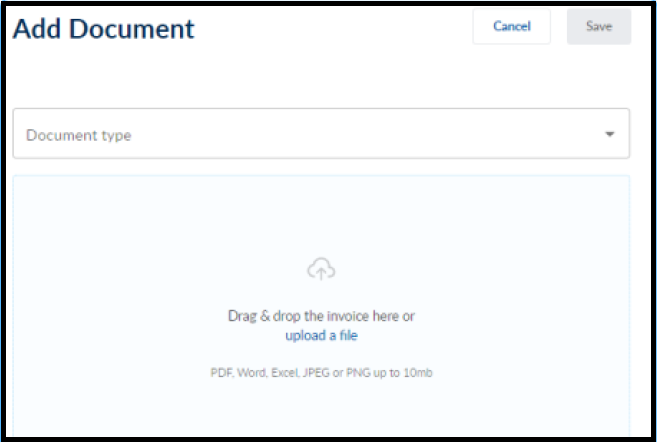 Add Document
Cancel
Save
Document type
Drag & drop the invoice here or
upload a file
PDF, Word, Excel, JPEG or PNG up to 10mb